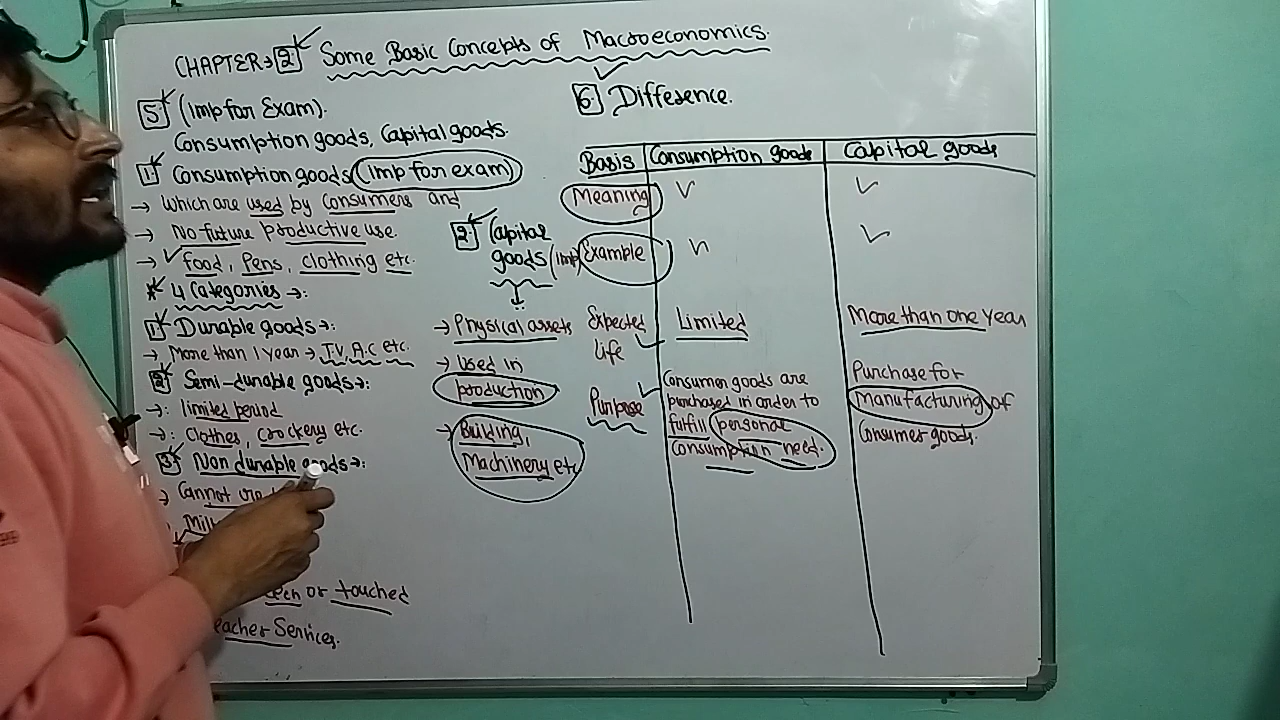 CHAPTER → 2 Some Basic Concepts of Macroeconomics.
5 (Imp for Exam).
Consumption goods, Capital goods.
1 Consumption goods (imp for exam)
→ Which are used by consumers and
→ No future productive use.
→ food, Pens, clothing etc.
* 4 Categories →:
1 Durable goods →:
→ More than 1 year → TV, A.C etc.
2 Semi-durable goods →:
→: limited period
→: Clothes, Crockery etc.
3 Non durable goods →:
→ Cannot
Milk
or touched
Services.
2 Capital
goods (imp)
→ Physical assets
→ Used in
production
→ Building,
Machinery etc
6 Difference.
Basis Consumption goods Capital goods
Meaning ✓ ✓
Example ✓ ✓
Expected life Limited More than one year
Purpose
Consumer goods are
purchased in order to
fulfill personal
consumption need.
Purchase for
Manufacturing of
Consumer goods.